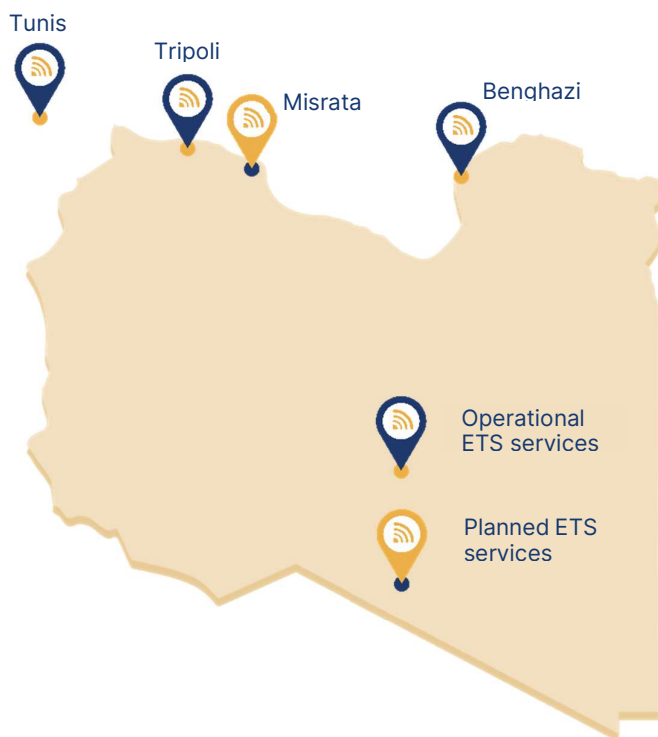 Tunis
Tripoli
Misrata
Benghazi
Operational
ETS services
Planned ETS
services